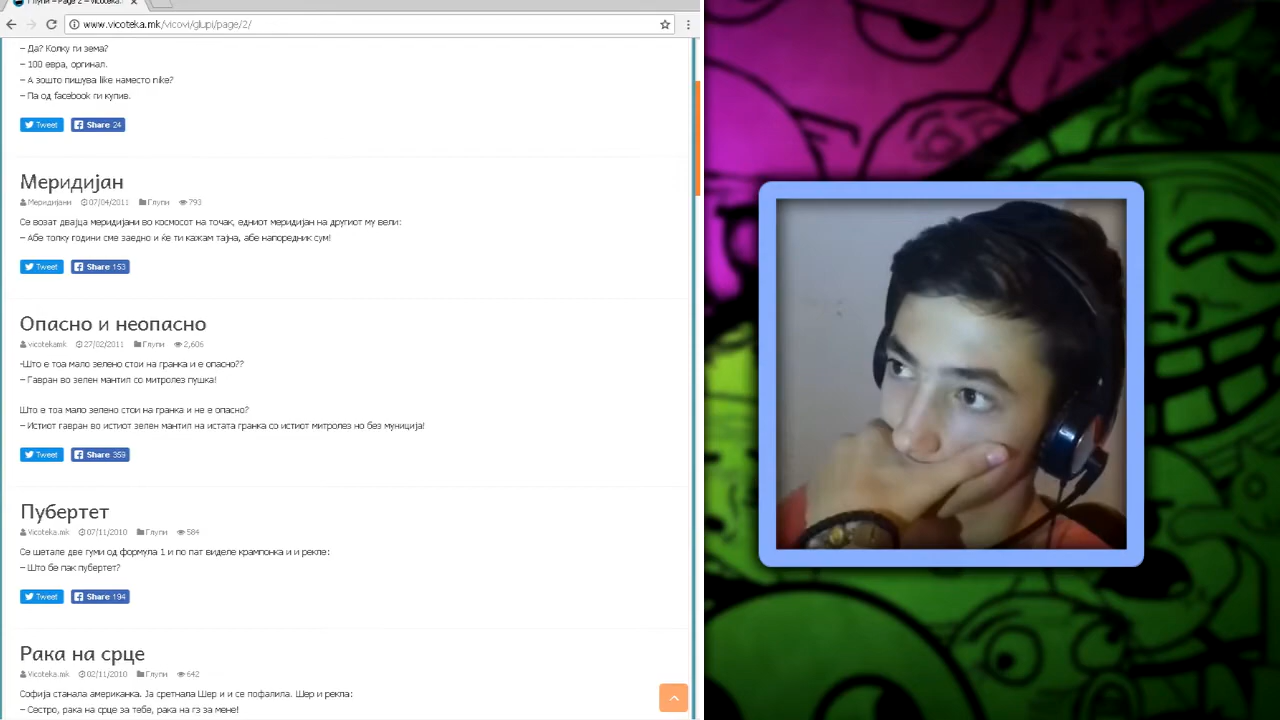 Глупи – Page 2 – Vicoteka.
www.vicoteka.mk/vicovi/glupi/page/2/
– Да? Колку ги зема?
– 100 евра, оргинал.
– А зошто пишува like наместо nike?
– Па од facebook ги купив.
Tweet Share 24
Меридијан
Меридијани 07/04/2011 Глупи 793
Се возат двајца меридијани во космосот на точак, едниот меридијан на другиот му вели:
– Абе толку години сме заедно и ќе ти кажам тајна, абе напоредник сум!
Tweet Share 153
Опасно и неопасно
vicotekamk 27/02/2011 Глупи 2,606
-Што е тоа мало зелено стои на гранка и е опасно??
– Гавран во зелен мантил со митролез пушка!
Што е тоа мало зелено стои на гранка и не е опасно?
– Истиот гавран во истиот зелен мантил на истата гранка со истиот митролез но без муниција!
Tweet Share 359
Пубертет
Vicoteka.mk 07/11/2010 Глупи 584
Се шетале две гуми од формула 1 и по пат виделе крампонка и и рекле:
– Што бе пак пубертет?
Tweet Share 194
Рака на срце
Vicoteka.mk 02/11/2010 Глупи 642
Софија станала американка. Ја сретнала Шер и и се пофалила. Шер и рекла:
– Сестро, рака на срце за тебе, рака на гз за мене!